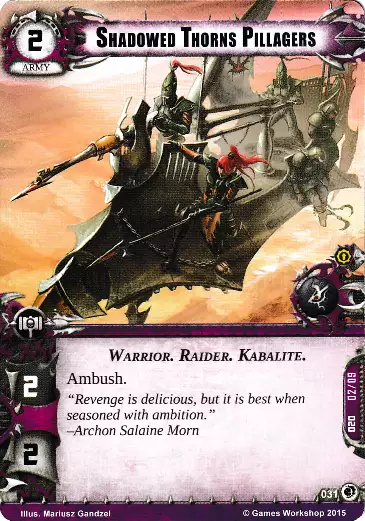 2
SHADOWED THORNS PILLAGERS
ARMY
WARRIOR. RAIDER. KABALITE.
2
Ambush.
“Revenge is delicious, but it is best when
seasoned with ambition.”
–Archon Salaine Morn
2
020 02/09
031
Illus. Mariusz Gandzel
© Games Workshop 2015